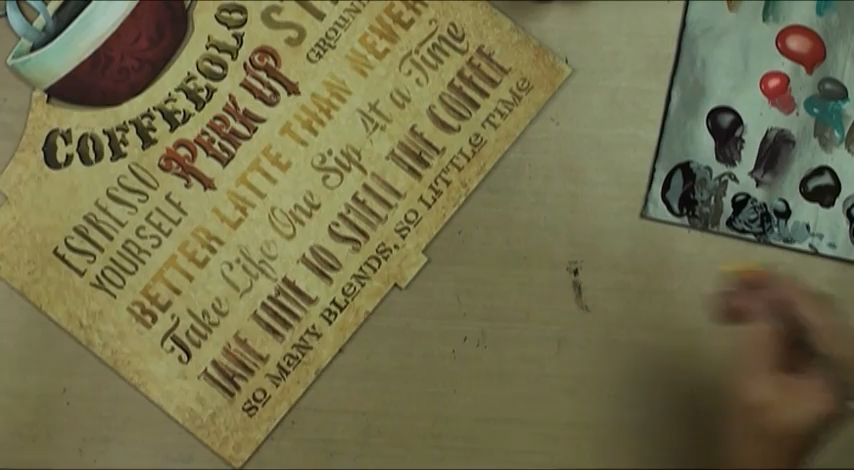 COFFEEOLO
PERK UP
GROUN
ESPRESSO
YOURSELF
BETTER LATTE THAN NEVER
Take Life One Sip At a Time
TAKE TIME TO SMELL THE COFFEE
SO MANY BLeNDS, SO LITTLe TIMe